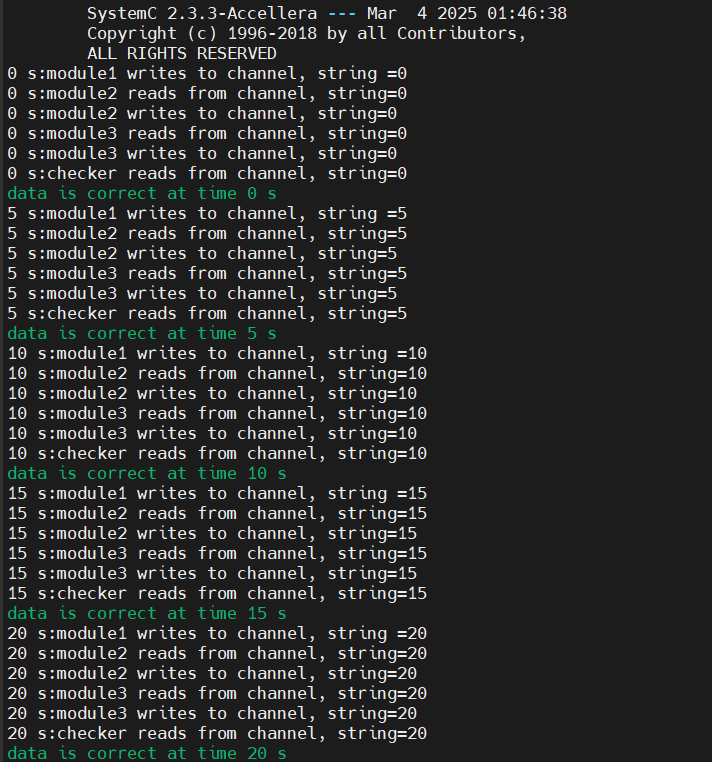 SystemC 2.3.3-Accellera --- Mar  4 2025 01:46:38
Copyright (c) 1996-2018 by all Contributors,
ALL RIGHTS RESERVED
0 s:module1 writes to channel, string =0
0 s:module2 reads from channel, string=0
0 s:module2 writes to channel, string=0
0 s:module3 reads from channel, string=0
0 s:module3 writes to channel, string=0
0 s:checker reads from channel, string=0
data is correct at time 0 s
5 s:module1 writes to channel, string =5
5 s:module2 reads from channel, string=5
5 s:module2 writes to channel, string=5
5 s:module3 reads from channel, string=5
5 s:module3 writes to channel, string=5
5 s:checker reads from channel, string=5
data is correct at time 5 s
10 s:module1 writes to channel, string =10
10 s:module2 reads from channel, string=10
10 s:module2 writes to channel, string=10
10 s:module3 reads from channel, string=10
10 s:module3 writes to channel, string=10
10 s:checker reads from channel, string=10
data is correct at time 10 s
15 s:module1 writes to channel, string =15
15 s:module2 reads from channel, string=15
15 s:module2 writes to channel, string=15
15 s:module3 reads from channel, string=15
15 s:module3 writes to channel, string=15
15 s:checker reads from channel, string=15
data is correct at time 15 s
20 s:module1 writes to channel, string =20
20 s:module2 reads from channel, string=20
20 s:module2 writes to channel, string=20
20 s:module3 reads from channel, string=20
20 s:module3 writes to channel, string=20
20 s:checker reads from channel, string=20
data is correct at time 20 s